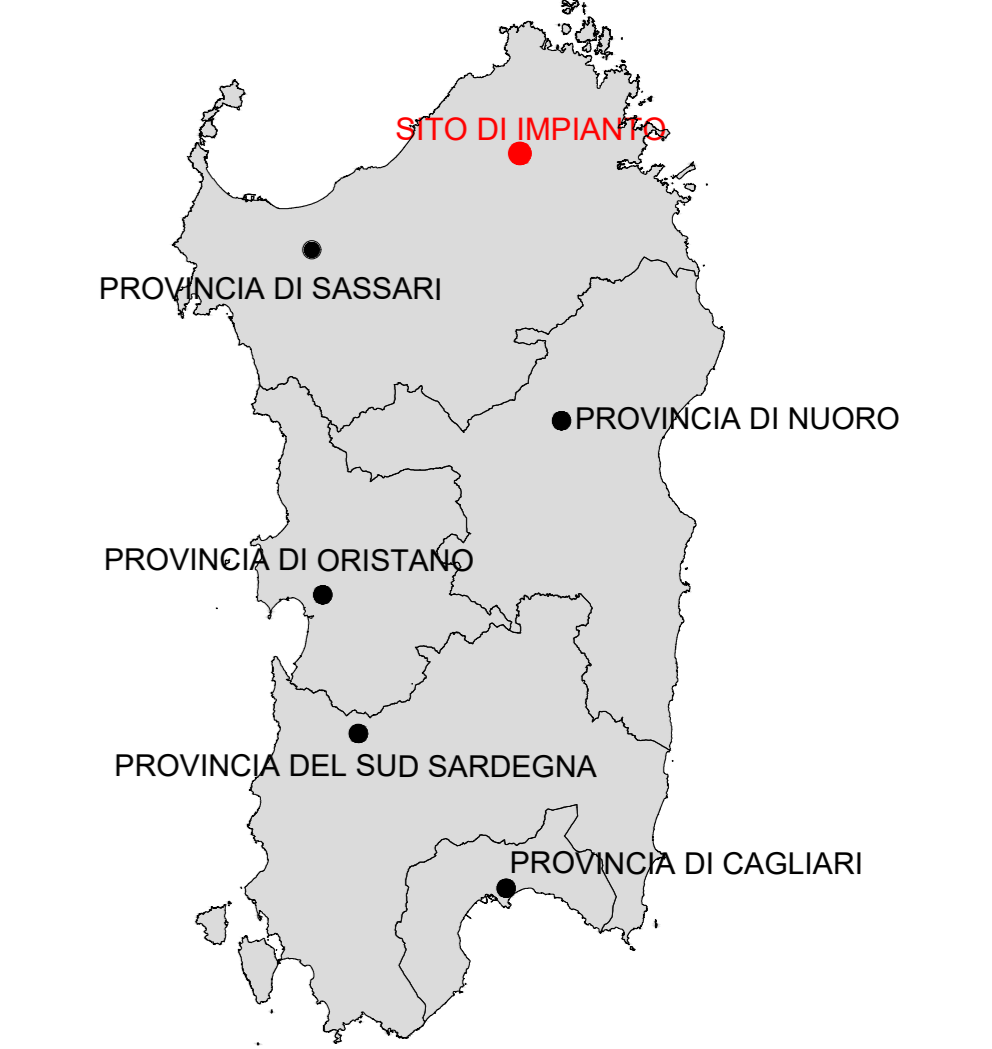 SITO DI IMPIANTO
PROVINCIA DI SASSARI
PROVINCIA DI NUORO
PROVINCIA DI ORISTANO
PROVINCIA DEL SUD SARDEGNA
PROVINCIA DI CAGLIARI